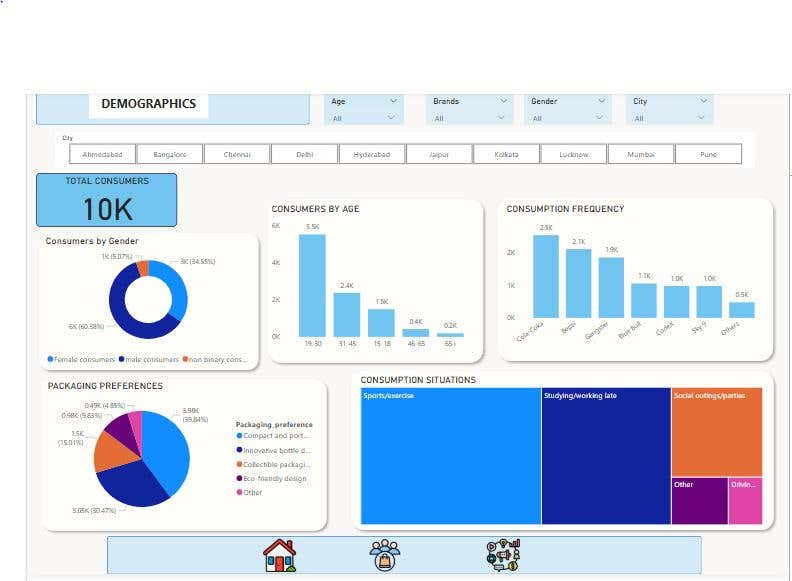 DEMOGRAPHICS
Age
All
Brands
All
Gender
All
City
All
City
Ahmedabad
Bangalore
Chennai
Delhi
Hyderabad
Jaipur
Kolkata
Lucknow
Mumbai
Pune
TOTAL CONSUMERS
10K
Consumers by Gender
1K (5.07%)
3K (34.55%)
6K (60.38%)
Female consumers
male consumers
non binary cons...
CONSUMERS BY AGE
6K
4K
2K
0K
5.5K
2.4K
1.5K
0.4K
0.2K
19-30
31-45
15-18
46-65
65+
CONSUMPTION FREQUENCY
2K
1K
0K
2.5K
2.1K
1.9K
1.1K
1.0K
1.0K
0.5K
Cola-Coka
Bepsi
Gangster
Blue Bull
CodeX
Sky 9
Others
PACKAGING PREFERENCES
0.49K (4.85%)
0.98K (9.83%)
1.5K
(15.01%)
3.98K
(39.84%)
3.05K (30.47%)
Packaging_preference
Compact and port...
Innovative bottle d...
Collectible packagi...
Eco-friendly design
Other
CONSUMPTION SITUATIONS
Sports/exercise
Studying/working late
Social outings/parties
Other
Drivin...